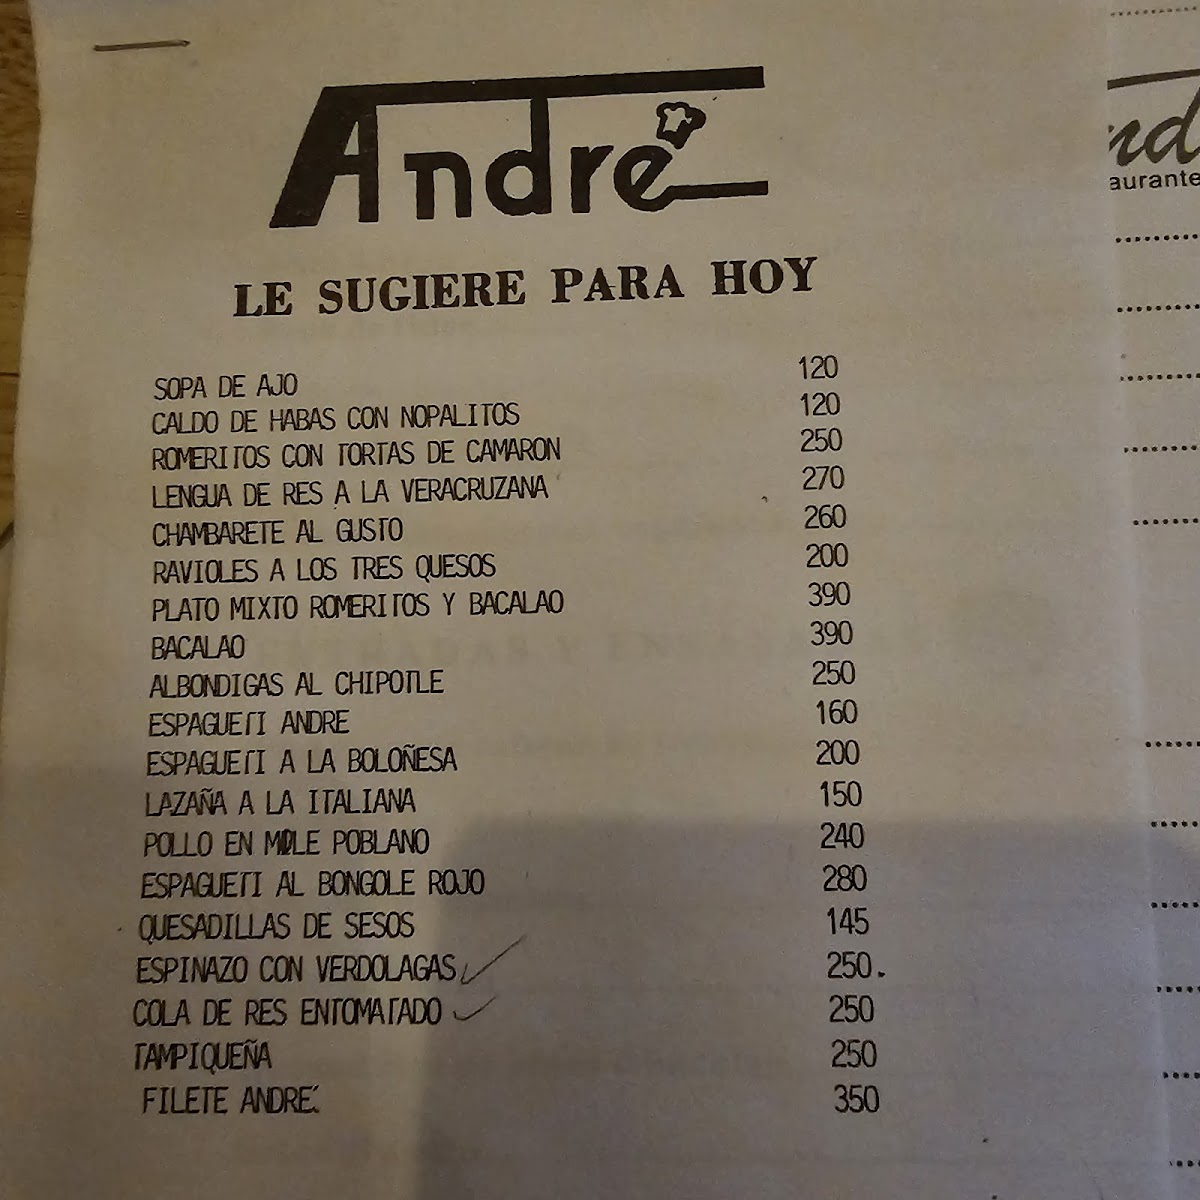 André
LE SUGIERE PARA HOY
SOPA DE AJO 120
CALDO DE HABAS CON NOPALITOS 120
ROMERITOS CON TORTAS DE CAMARON 250
LENGUA DE RES A LA VERACRUZANA 270
CHAMBARETE AL GUSTO 260
RAVIOLES A LOS TRES QUESOS 200
PLATO MIXTO ROMERITOS Y BACALAO 390
BACALAO 390
ALBONDIGAS AL CHIPOTLE 250
ESPAGUETI ANDRE 160
ESPAGUETI A LA BOLOÑESA 200
LAZAÑA A LA ITALIANA 150
POLLO EN MOLE POBLANO 240
ESPAGUETI AL BONGOLE ROJO 280
QUESADILLAS DE SESOS 145
ESPINAZO CON VERDOLAGAS 250.
COLA DE RES ENTOMATADO 250
TAMPIQUEÑA 250
FILETE ANDRÉ 350
nd
aurante